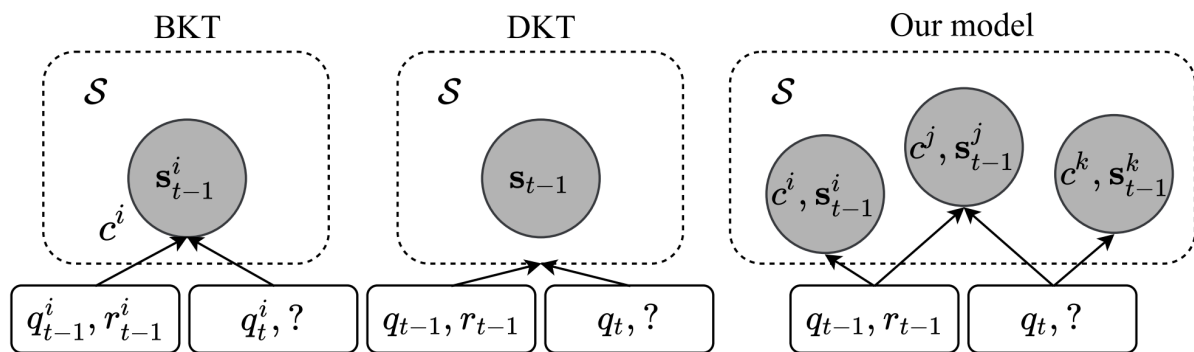 BKT DKT Our model
𝒮 𝒮 𝒮
s^i_{t−1} s_{t−1} c^i, s^i_{t−1} c^j, s^j_{t−1} c^k, s^k_{t−1}
c^i
q^i_{t−1}, r^i_{t−1} q^i_t, ? q_{t−1}, r_{t−1} q_t, ? q_{t−1}, r_{t−1} q_t, ?